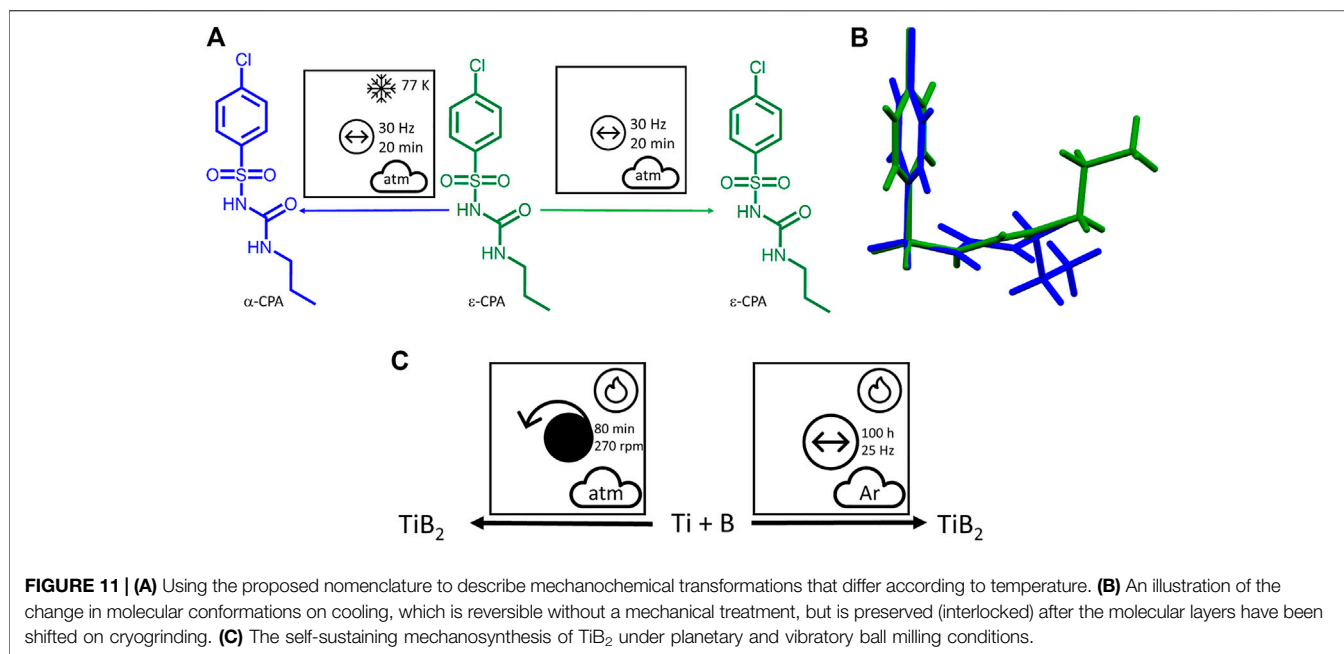 A
B
Cl
Cl
Cl
77 K
30 Hz
20 min
atm
30 Hz
20 min
atm
O=S=O
O=S=O
O=S=O
HN
O
HN
O
HN
O
HN
HN
HN
α-CPA
ε-CPA
ε-CPA
C
80 min
270 rpm
atm
100 h
25 Hz
Ar
TiB₂
Ti + B
TiB₂
FIGURE 11 | (A) Using the proposed nomenclature to describe mechanochemical transformations that differ according to temperature. (B) An illustration of the
change in molecular conformations on cooling, which is reversible without a mechanical treatment, but is preserved (interlocked) after the molecular layers have been
shifted on cryogrinding. (C) The self-sustaining mechanosynthesis of TiB₂ under planetary and vibratory ball milling conditions.